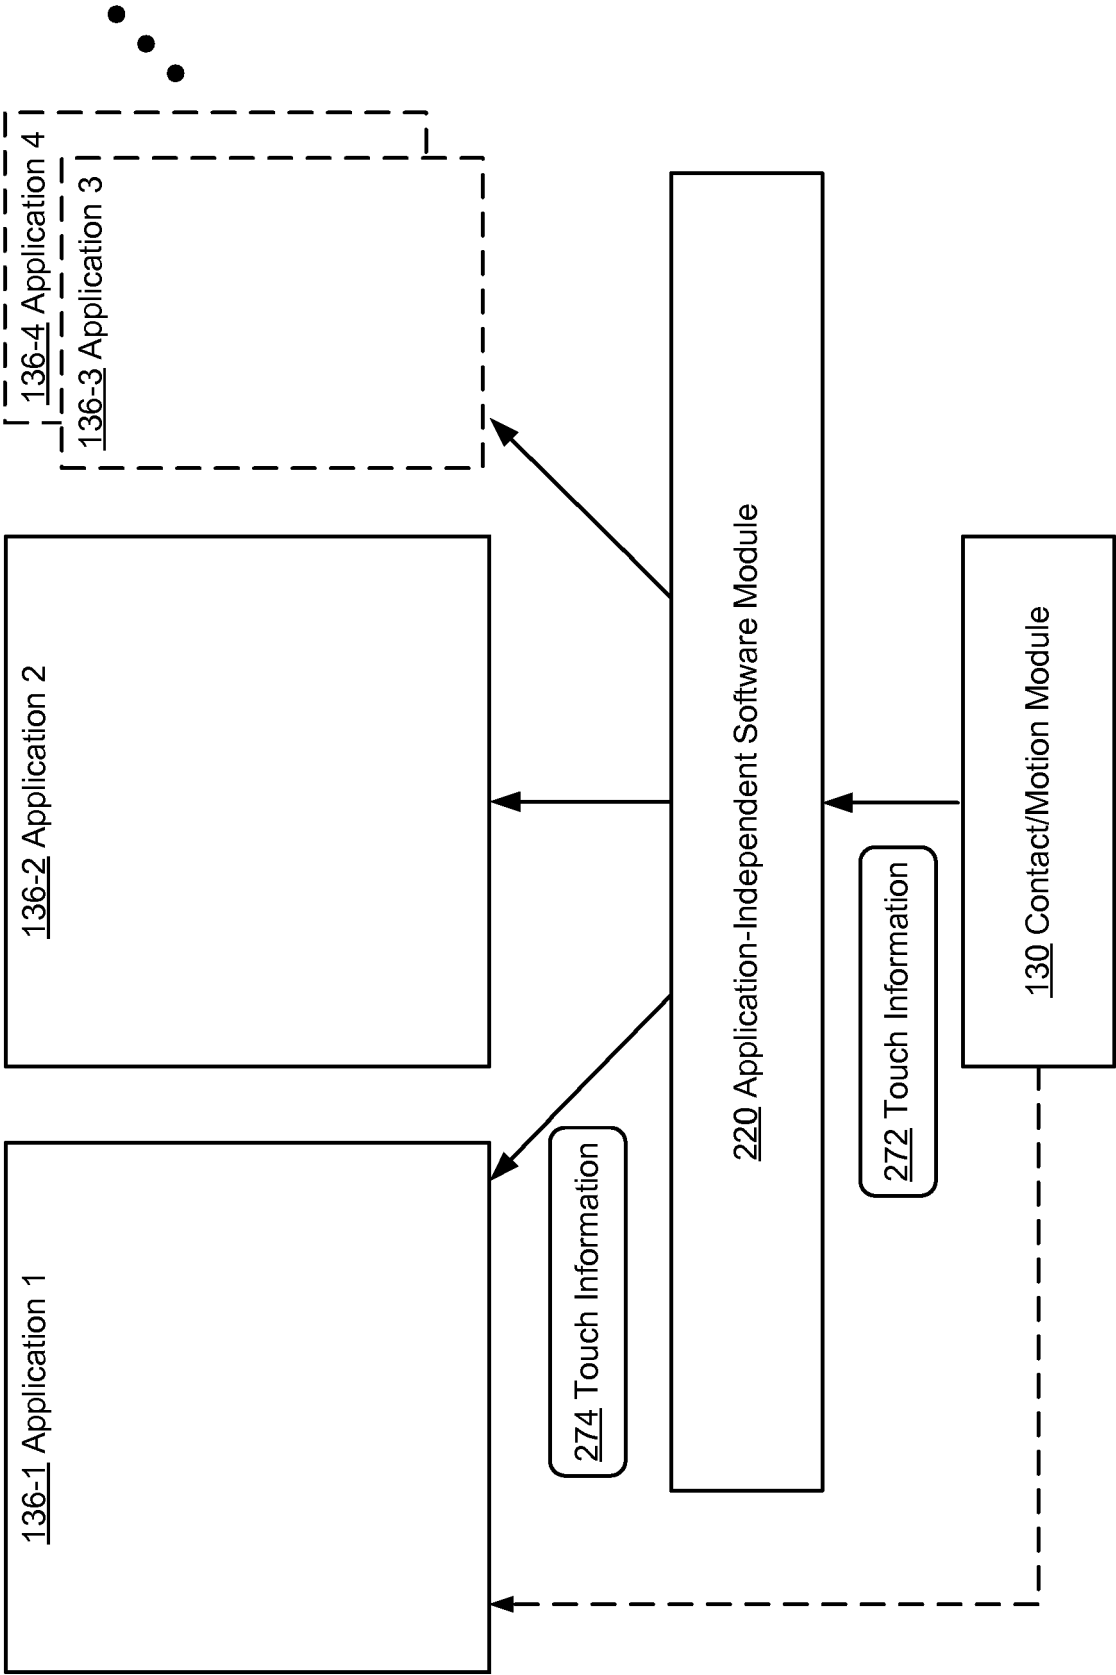 136-1 Application 1
136-2 Application 2
136-4 Application 4
136-3 Application 3
274 Touch Information
220 Application-Independent Software Module
272 Touch Information
130 Contact/Motion Module